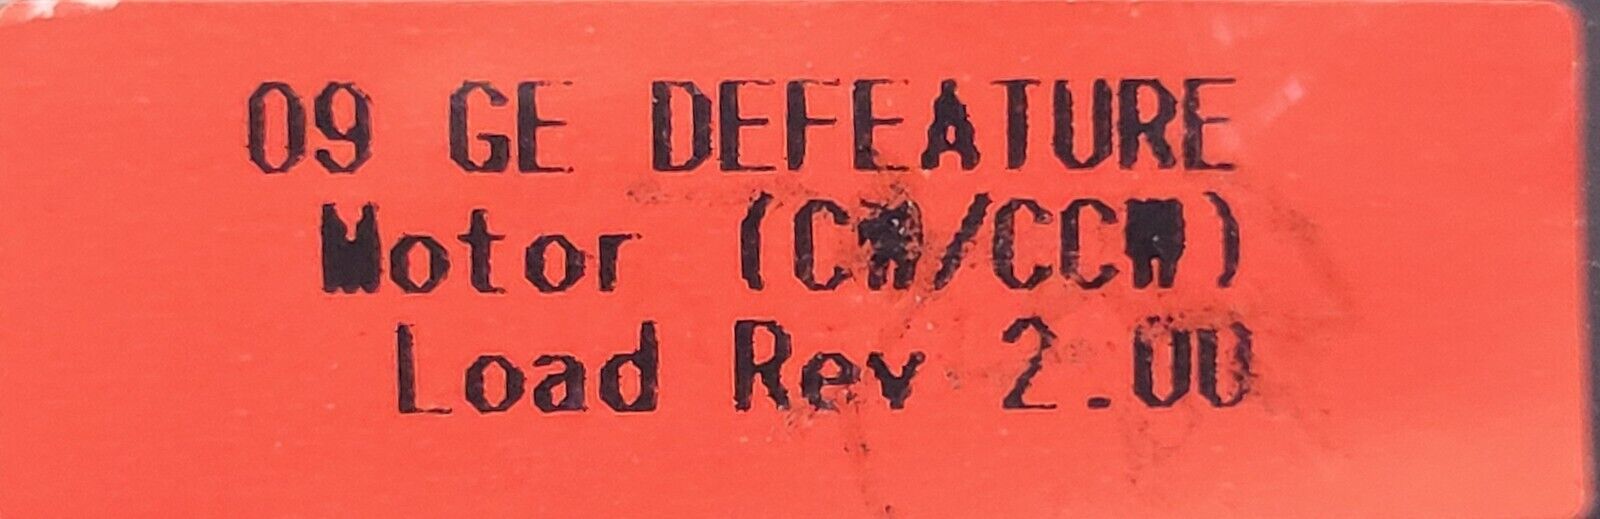 09 GE DEFEATURE
Motor (CW/CCW)
Load Rev 2.00